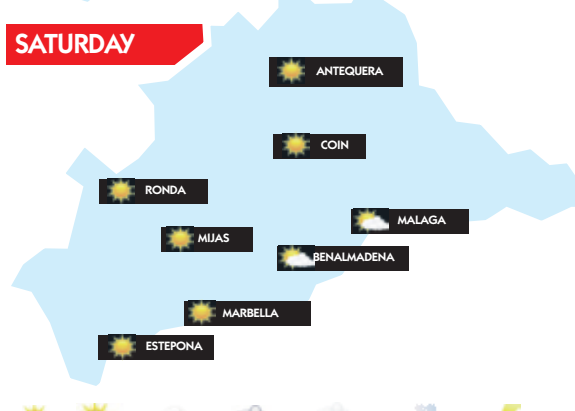 SATURDAY
ANTEQUERA
COIN
RONDA
MALAGA
MIJAS
BENALMADENA
MARBELLA
ESTEPONA